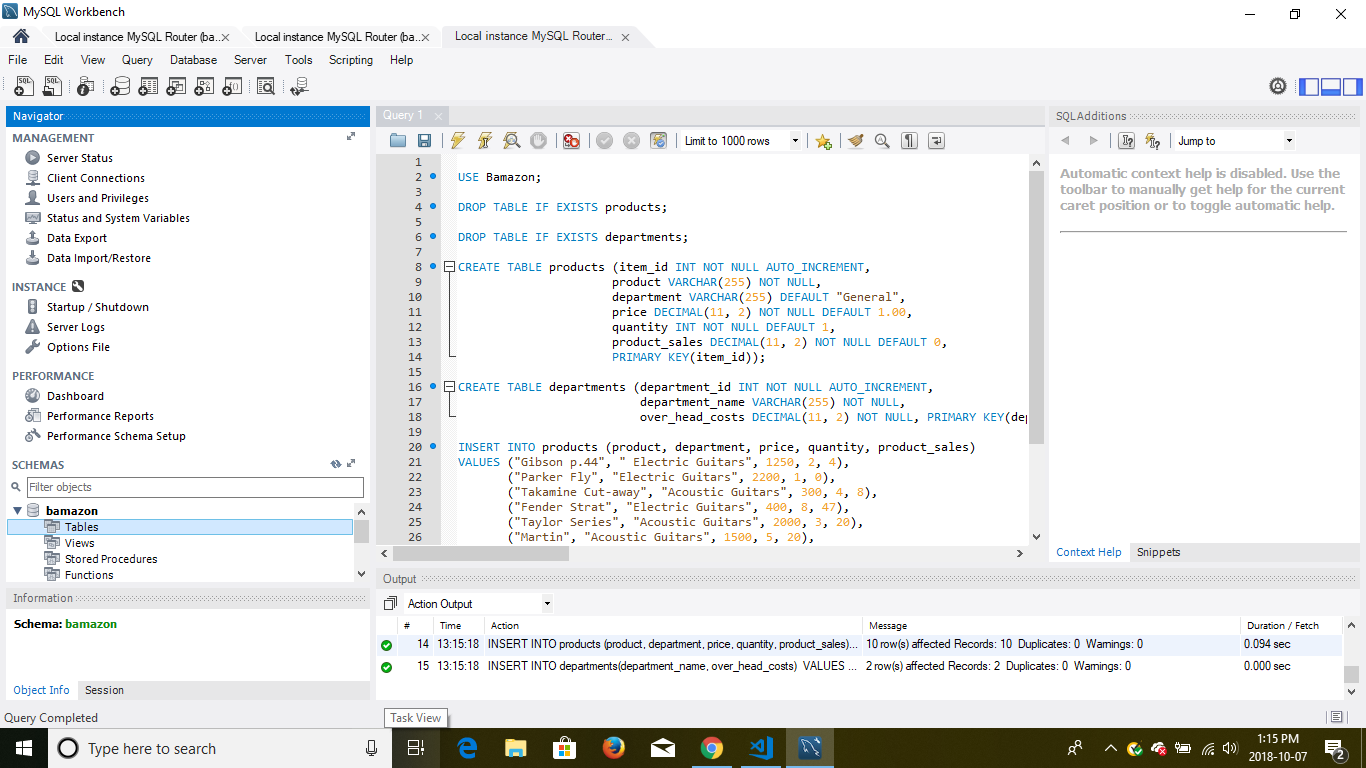 MySQL Workbench
Local instance MySQL Router (ba.. x
Local instance MySQL Router (ba.. x
Local instance MySQL Router... x
File Edit View Query Database Server Tools Scripting Help
Navigator
MANAGEMENT
Server Status
Client Connections
Users and Privileges
Status and System Variables
Data Export
Data Import/Restore
INSTANCE
Startup / Shutdown
Server Logs
Options File
PERFORMANCE
Dashboard
Performance Reports
Performance Schema Setup
SCHEMAS
Filter objects
bamazon
Tables
Views
Stored Procedures
Functions
Information
Schema: bamazon
Object Info Session
Query Completed
Query 1
Limit to 1000 rows
1
2 USE Bamazon;
3
4 DROP TABLE IF EXISTS products;
5
6 DROP TABLE IF EXISTS departments;
7
8 CREATE TABLE products (item_id INT NOT NULL AUTO_INCREMENT,
9 product VARCHAR(255) NOT NULL,
10 department VARCHAR(255) DEFAULT "General",
11 price DECIMAL(11, 2) NOT NULL DEFAULT 1.00,
12 quantity INT NOT NULL DEFAULT 1,
13 product_sales DECIMAL(11, 2) NOT NULL DEFAULT 0,
14 PRIMARY KEY(item_id));
15
16 CREATE TABLE departments (department_id INT NOT NULL AUTO_INCREMENT,
17 department_name VARCHAR(255) NOT NULL,
18 over_head_costs DECIMAL(11, 2) NOT NULL, PRIMARY KEY(de
19
20 INSERT INTO products (product, department, price, quantity, product_sales)
21 VALUES ("Gibson p.44", " Electric Guitars", 1250, 2, 4),
22 ("Parker Fly", "Electric Guitars", 2200, 1, 0),
23 ("Takamine Cut-away", "Acoustic Guitars", 300, 4, 8),
24 ("Fender Strat", "Electric Guitars", 400, 8, 47),
25 ("Taylor Series", "Acoustic Guitars", 2000, 3, 20),
26 ("Martin", "Acoustic Guitars", 1500, 5, 20),
SQLAdditions
Jump to
Automatic context help is disabled. Use the
toolbar to manually get help for the current
caret position or to toggle automatic help.
Context Help Snippets
Output
Action Output
# Time Action Message Duration / Fetch
14 13:15:18 INSERT INTO products (product, department, price, quantity, product_sales)... 10 row(s) affected Records: 10 Duplicates: 0 Warnings: 0 0.094 sec
15 13:15:18 INSERT INTO departments(department_name, over_head_costs) VALUES ... 2 row(s) affected Records: 2 Duplicates: 0 Warnings: 0 0.000 sec
Task View
Type here to search
1:15 PM
2018-10-07
2